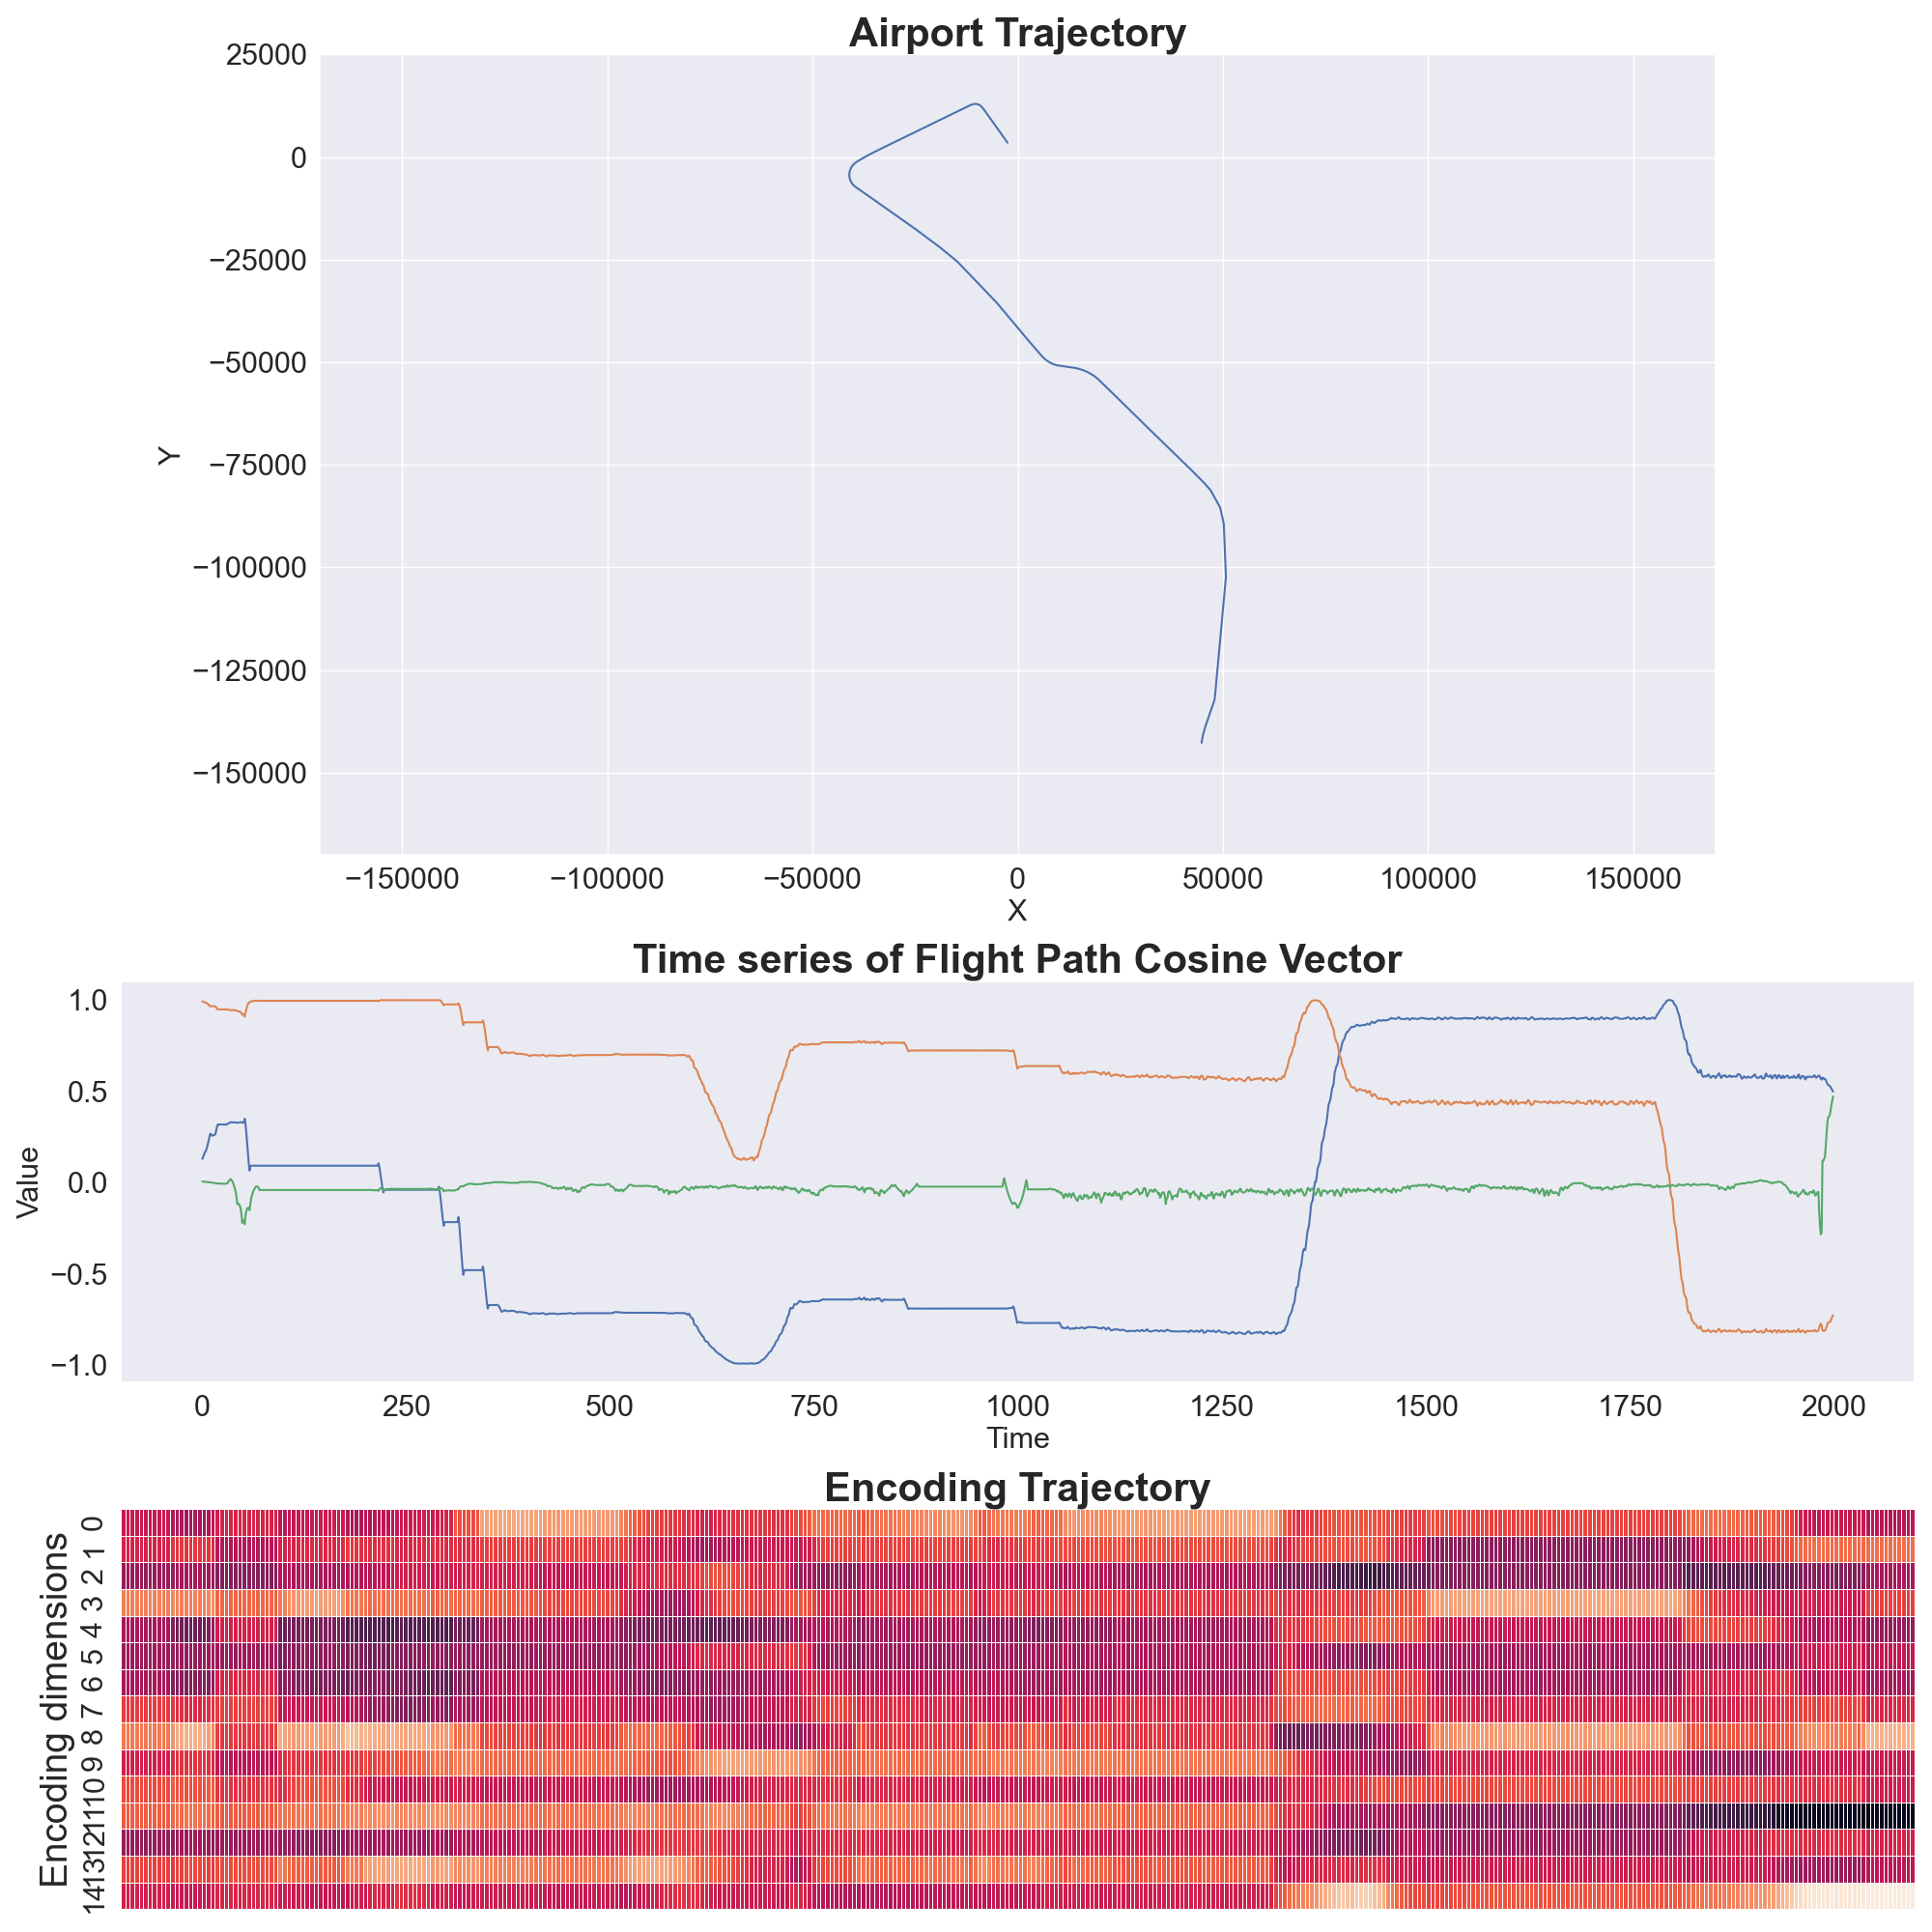 Airport Trajectory
25000
0
−25000
−50000
−75000
−100000
−125000
−150000
Y
−150000 −100000 −50000 0 50000 100000 150000
X
Time series of Flight Path Cosine Vector
1.0
0.5
0.0
−0.5
−1.0
Value
0 250 500 750 1000 1250 1500 1750 2000
Time
Encoding Trajectory
Encoding dimensions
0
1
2
3
4
5
6
7
8
9
10
11
12
13
14